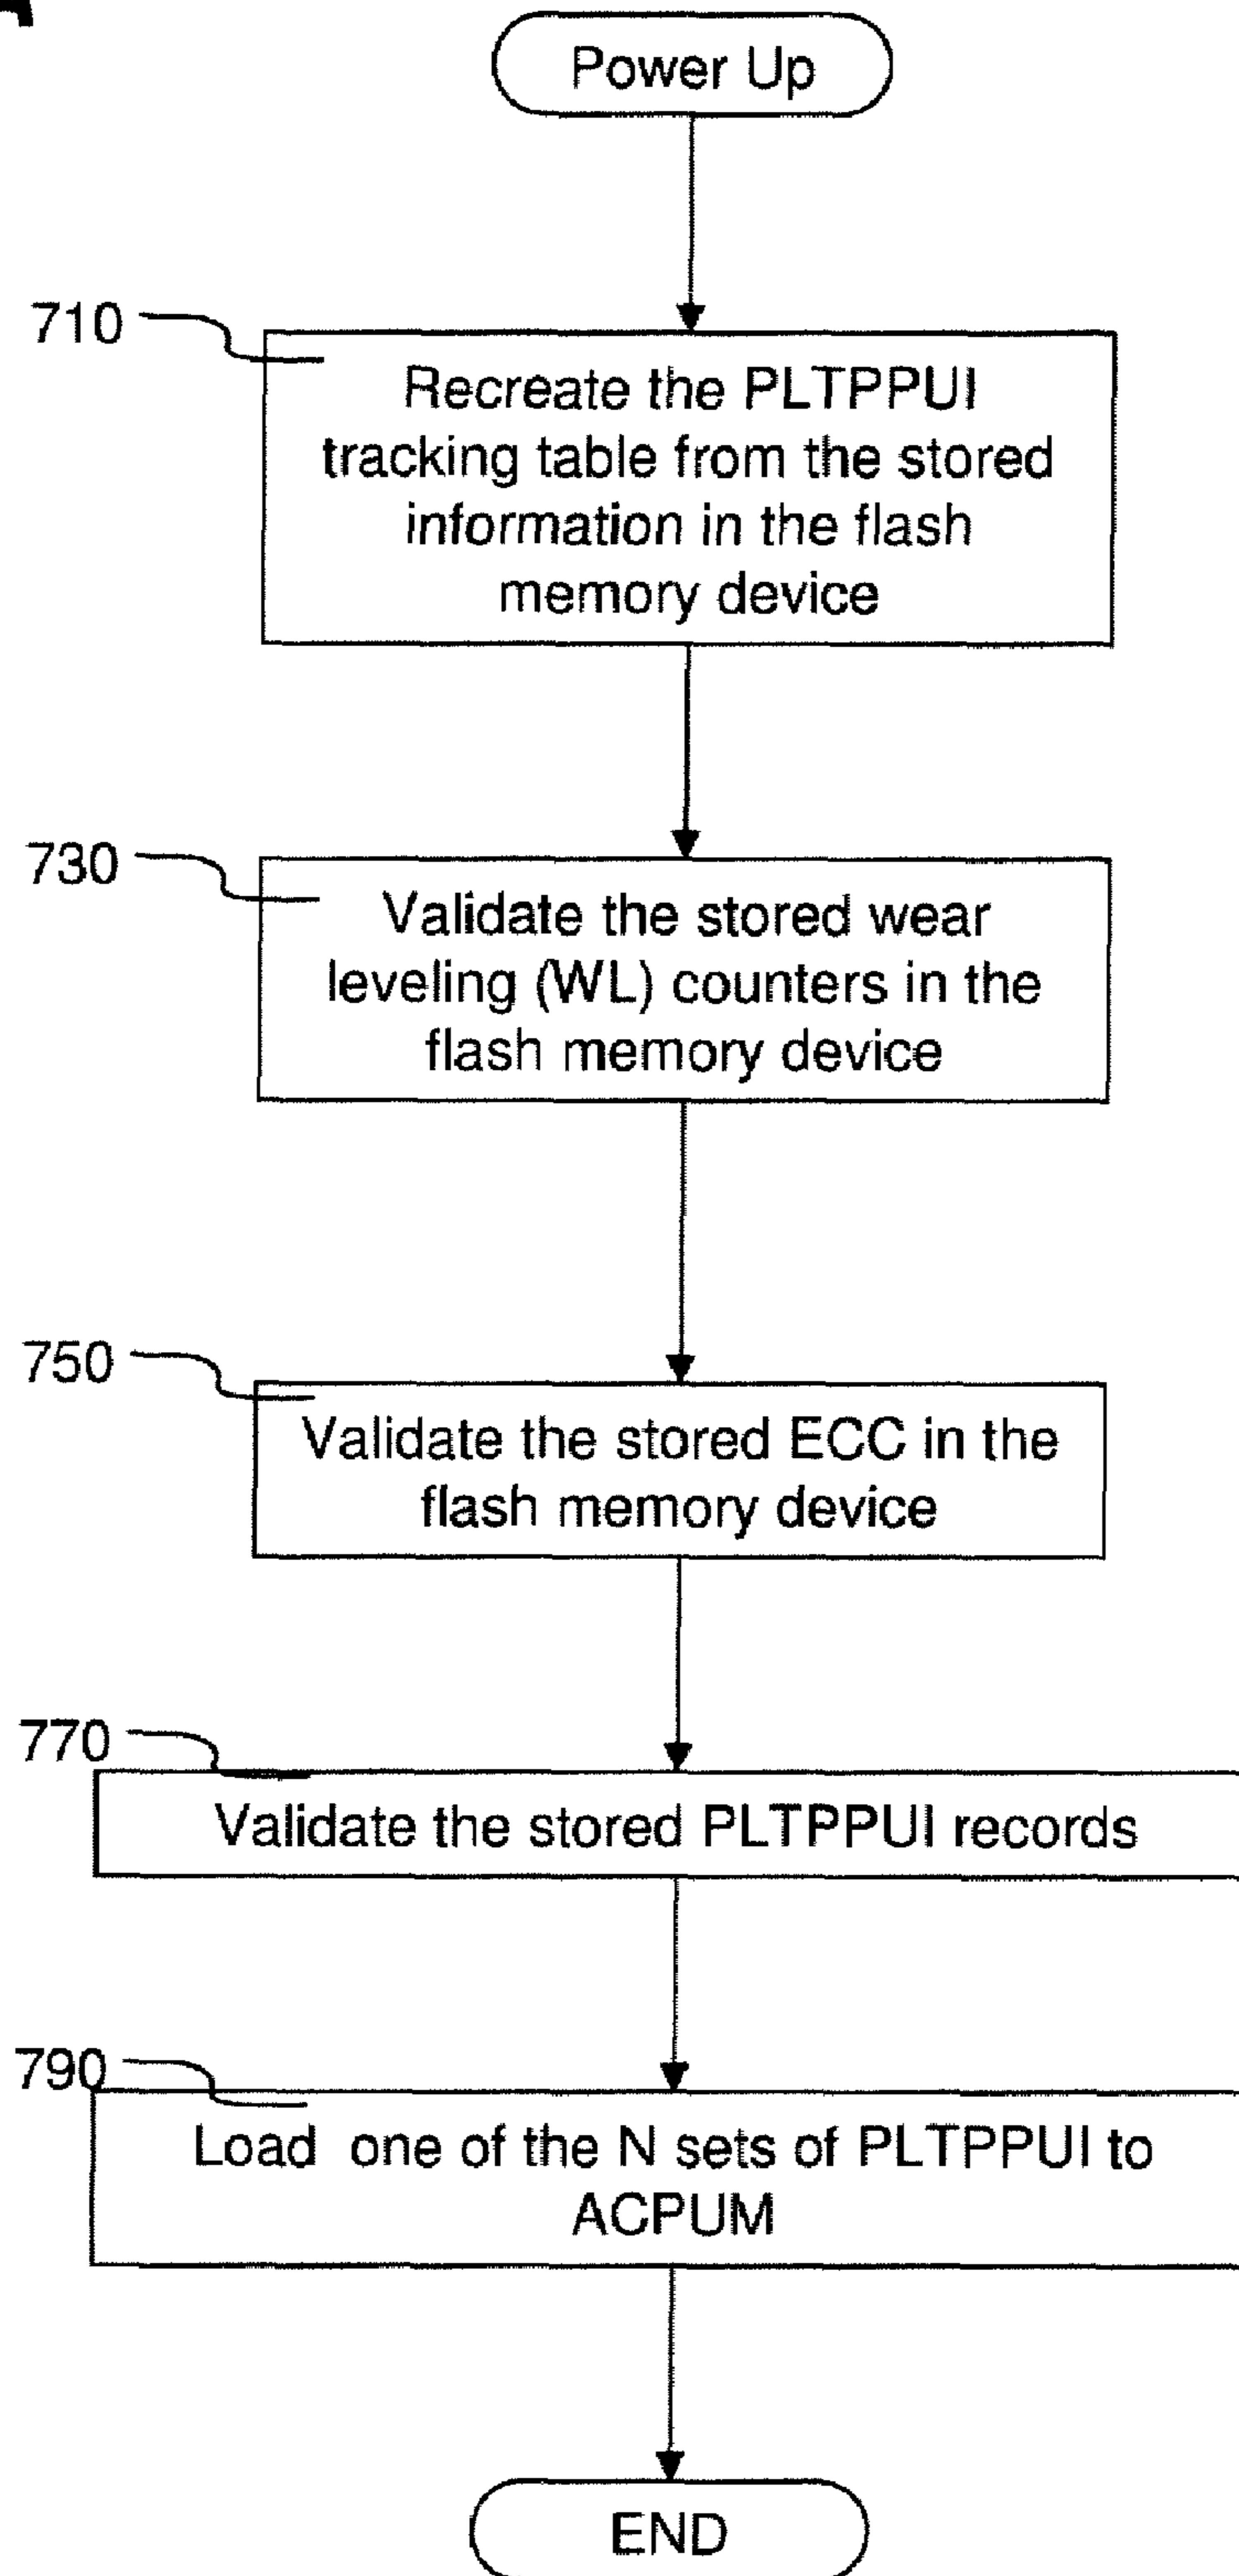 Power Up
710
Recreate the PLTPPUI
tracking table from the stored
information in the flash
memory device
730
Validate the stored wear
leveling (WL) counters in the
flash memory device
750
Validate the stored ECC in the
flash memory device
770
Validate the stored PLTPPUI records
790
Load one of the N sets of PLTPPUI to
ACPUM
END